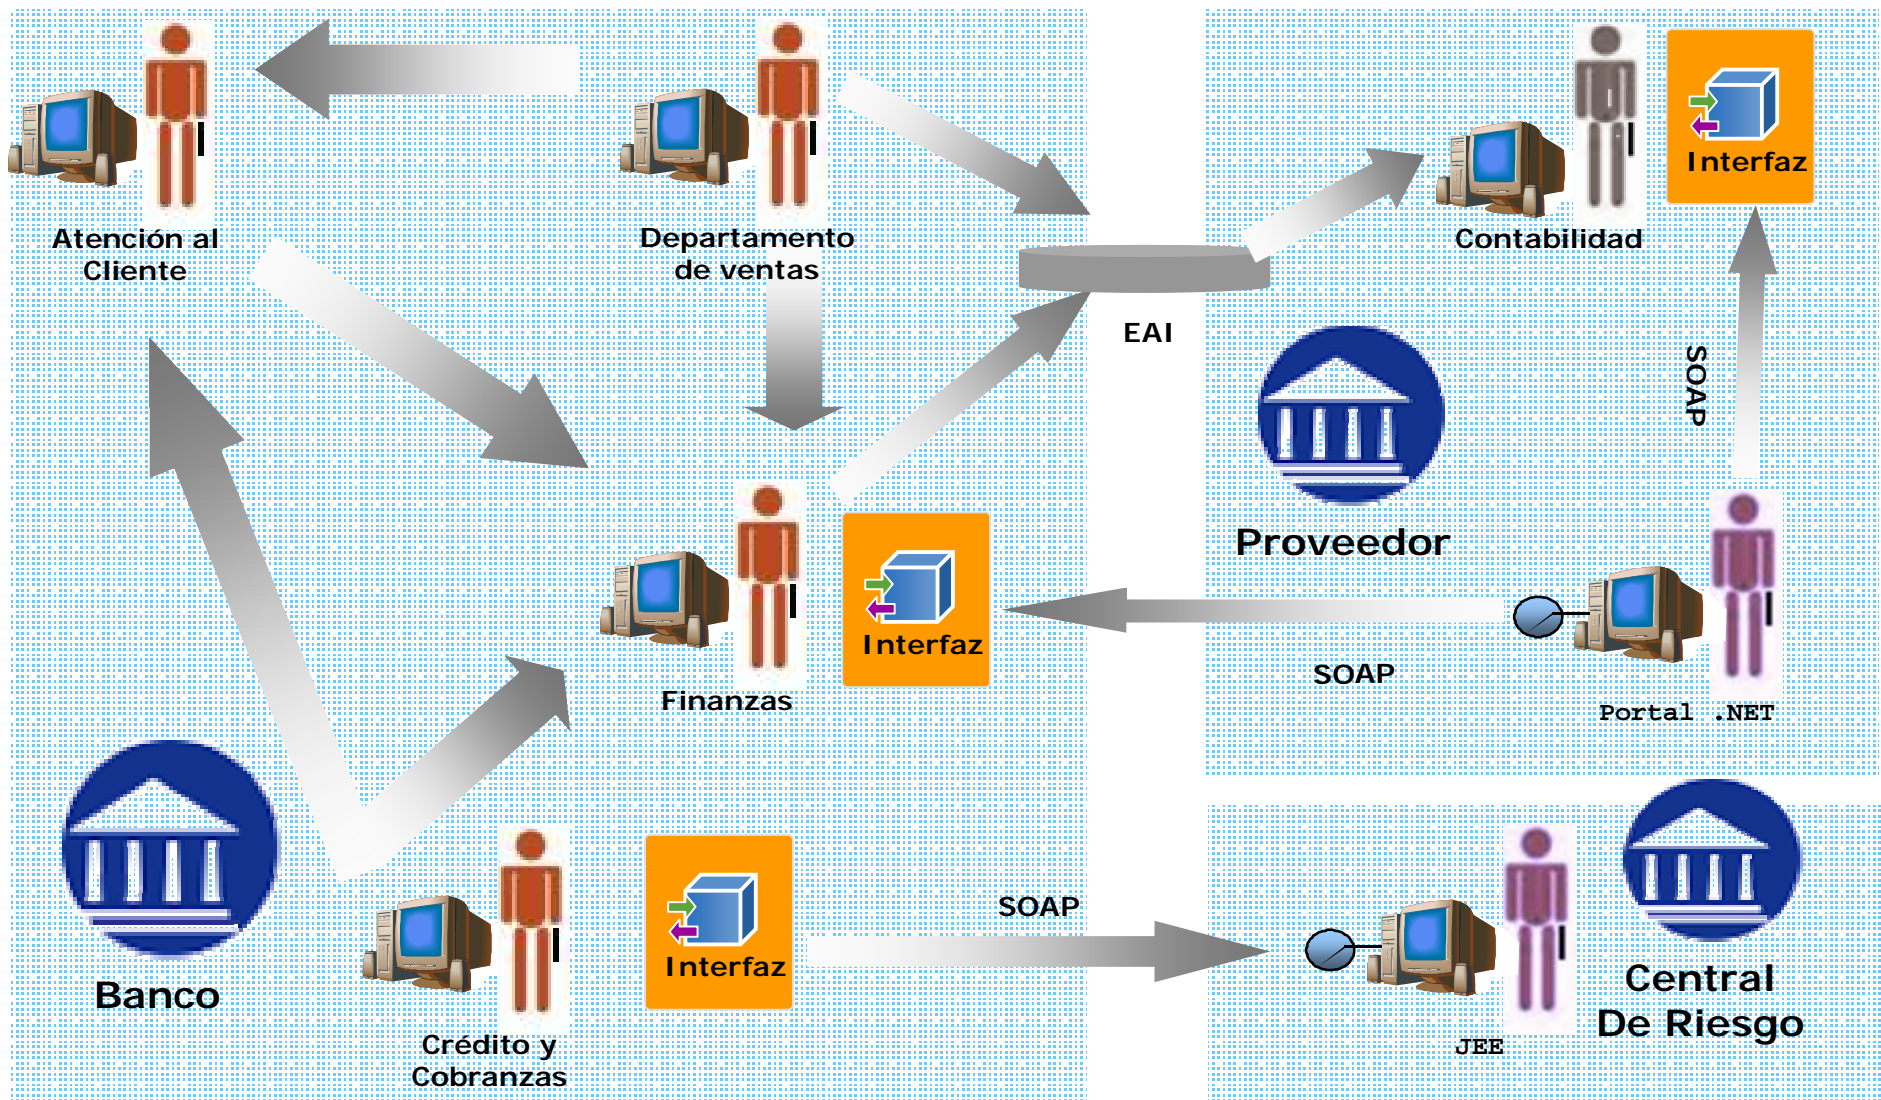 Atención al
Cliente
Departamento
de ventas
Contabilidad
Interfaz
EAI
SOAP
Proveedor
Interfaz
Finanzas
SOAP
Portal .NET
Banco
Interfaz
SOAP
Crédito y
Cobranzas
JEE
Central
De Riesgo